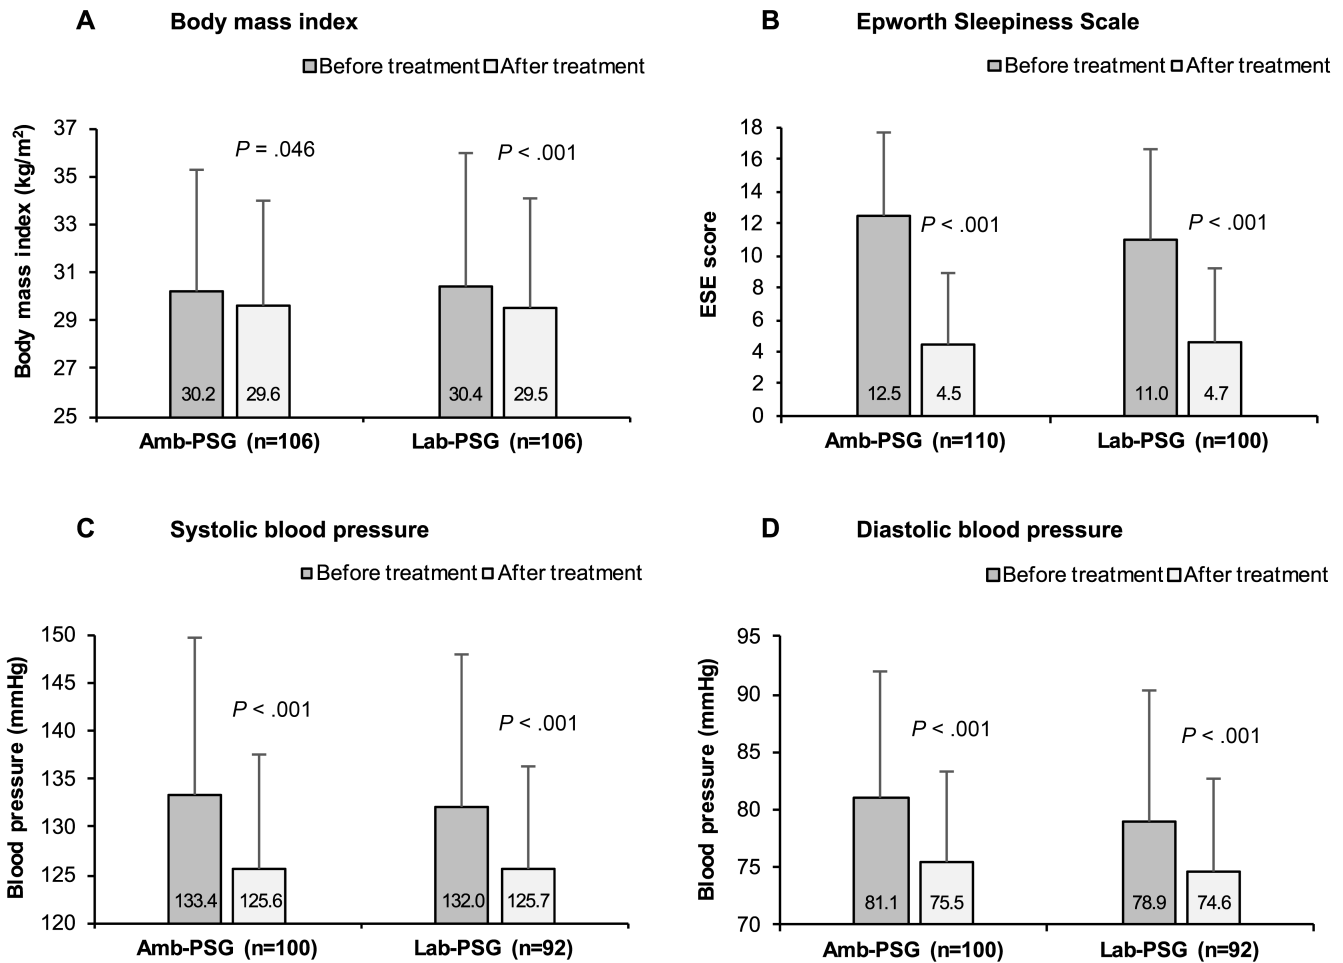 A Body mass index
Before treatment After treatment
Body mass index (kg/m²)
37
35
33
31
29
27
25
P = .046
P < .001
30.2
29.6
30.4
29.5
Amb-PSG (n=106)
Lab-PSG (n=106)
B Epworth Sleepiness Scale
Before treatment After treatment
ESE score
18
16
14
12
10
8
6
4
2
0
P < .001
P < .001
12.5
4.5
11.0
4.7
Amb-PSG (n=110)
Lab-PSG (n=100)
C Systolic blood pressure
Before treatment After treatment
Blood pressure (mmHg)
150
145
140
135
130
125
120
P < .001
P < .001
133.4
125.6
132.0
125.7
Amb-PSG (n=100)
Lab-PSG (n=92)
D Diastolic blood pressure
Before treatment After treatment
Blood pressure (mmHg)
95
90
85
80
75
70
P < .001
P < .001
81.1
75.5
78.9
74.6
Amb-PSG (n=100)
Lab-PSG (n=92)